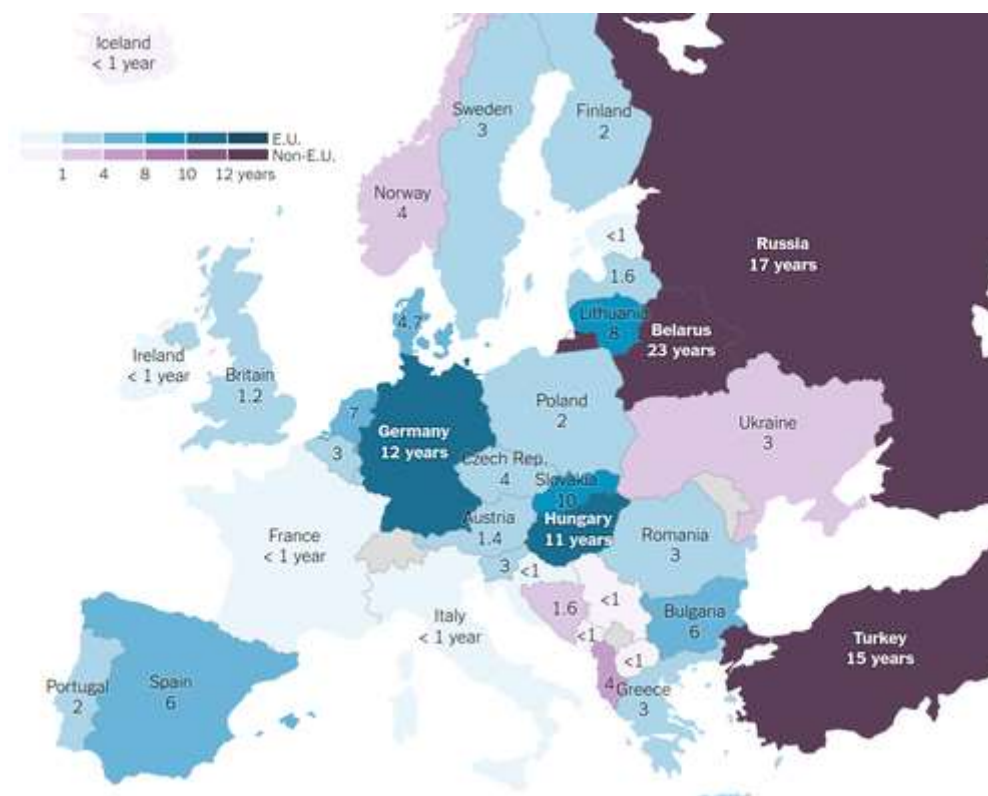 Iceland
< 1 year
E.U.
Non-E.U.
1 4 8 10 12 years
Sweden
3
Finland
2
Norway
4
Russia
17 years
<1
1.6
Lithuania
8
Belarus
23 years
4.7
Ireland
< 1 year
Britain
1.2
7
3
Germany
12 years
Poland
2
Ukraine
3
Czech Rep.
4
Slovakia
10
Hungary
11 years
Austria
1.4
France
< 1 year
Romania
3
3
<1
<1
1.6
Italy
< 1 year
<1
<1
Bulgaria
6
Turkey
15 years
Portugal
2
Spain
6
4
Greece
3